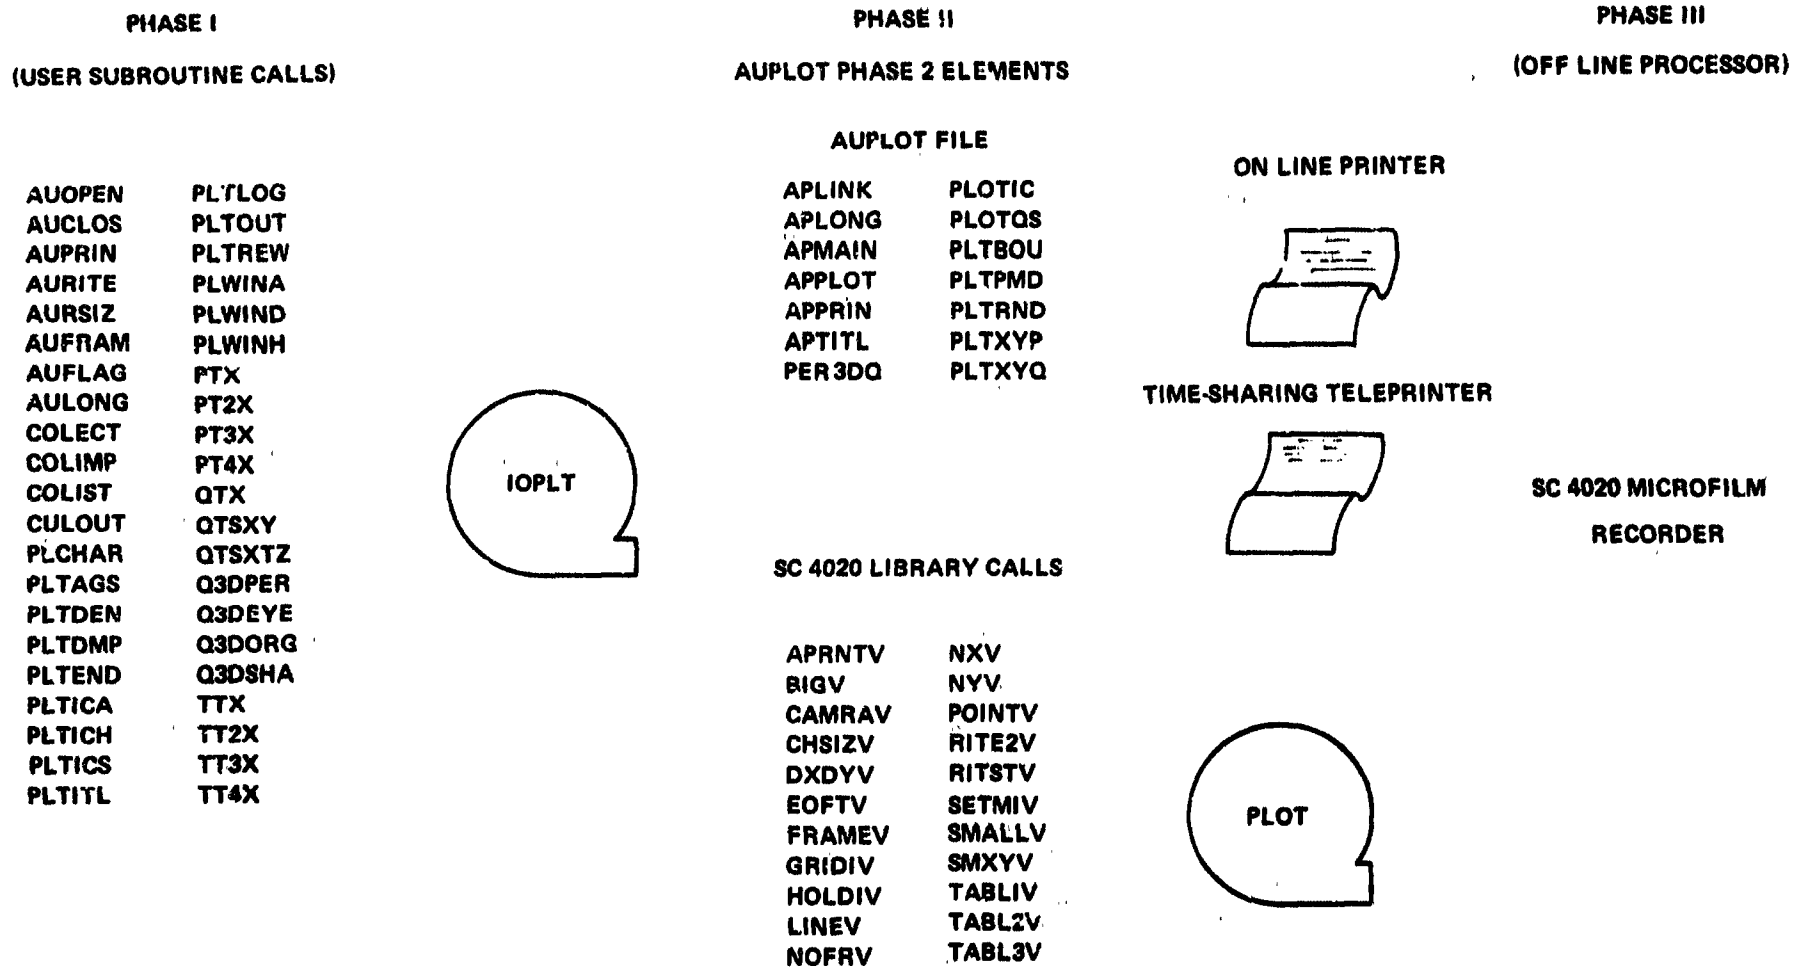 PHASE I
(USER SUBROUTINE CALLS)
AUOPEN PLTLOG
AUCLOS PLTOUT
AUPRIN PLTREW
AURITE PLWINA
AURSIZ PLWIND
AUFRAM PLWINH
AUFLAG PTX
AULONG PT2X
COLECT PT3X
COLIMP PT4X
COLIST QTX
CULOUT QTSXY
PLCHAR QTSXTZ
PLTAGS Q3DPER
PLTDEN Q3DEYE
PLTDMP Q3DORG
PLTEND Q3DSHA
PLTICA TTX
PLTICH TT2X
PLTICS TT3X
PLTITL TT4X
IOPLT
PHASE II
AUPLOT PHASE 2 ELEMENTS
AUPLOT FILE
APLINK PLOTIC
APLONG PLOTQS
APMAIN PLTBOU
APPLOT PLTPMD
APPRIN PLTRND
APTITL PLTXYP
PER3DQ PLTXYQ
SC 4020 LIBRARY CALLS
APRNTV NXV
BIGV NYV
CAMRAV POINTV
CHSIZV RITE2V
DXDYV RITSTV
EOFTV SETMIV
FRAMEV SMALLV
GRIDIV SMXYV
HOLDIV TABLIV
LINEV TABL2V
NOFRV TABL3V
ON LINE PRINTER
TIME-SHARING TELEPRINTER
PLOT
PHASE III
(OFF LINE PROCESSOR)
SC 4020 MICROFILM
RECORDER